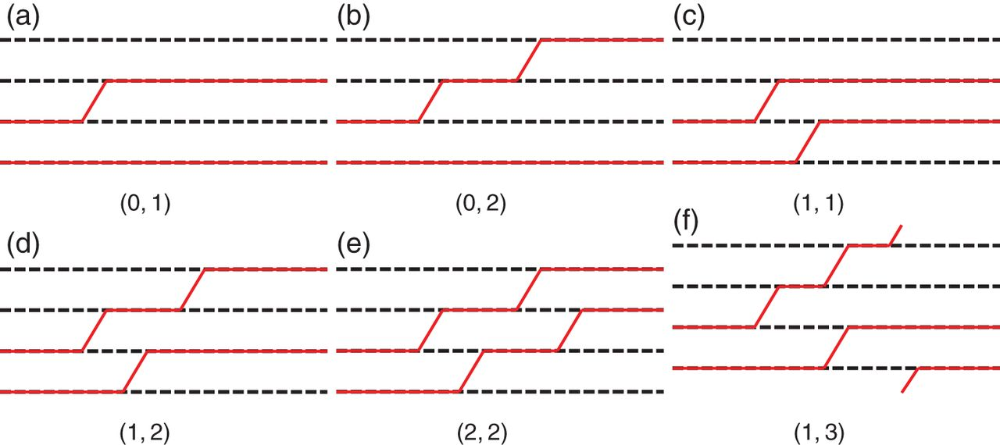 (a)
(b)
(c)
(0, 1)
(0, 2)
(1, 1)
(d)
(e)
(f)
(1, 2)
(2, 2)
(1, 3)